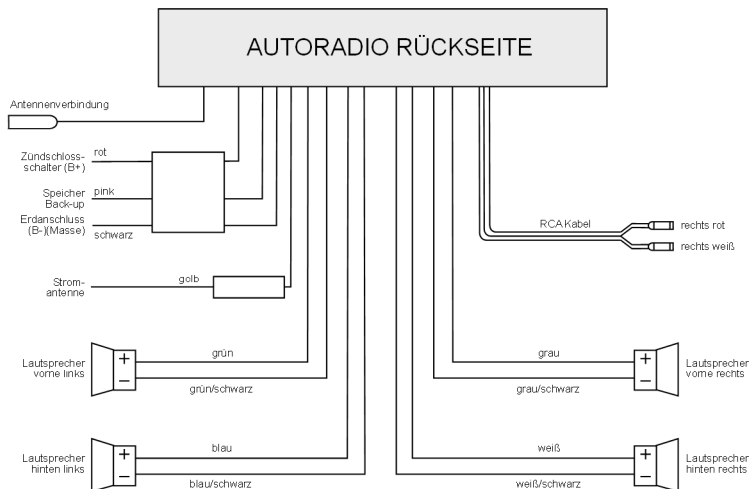 AUTORADIO RÜCKSEITE
Antennenverbindung
Zündschloss-
schalter (B+)
rot
Speicher
Back-up
pink
Erdanschluss
(B-)(Masse)
schwarz
RCA Kabel
rechts rot
rechts weiß
Strom-
antenne
golb
Lautsprecher
vorne links
+
−
grün
grün/schwarz
grau
grau/schwarz
+
−
Lautsprecher
vorne rechts
Lautsprecher
hinten links
+
−
blau
blau/schwarz
weiß
weiß/schwarz
+
−
Lautsprecher
hinten rechts